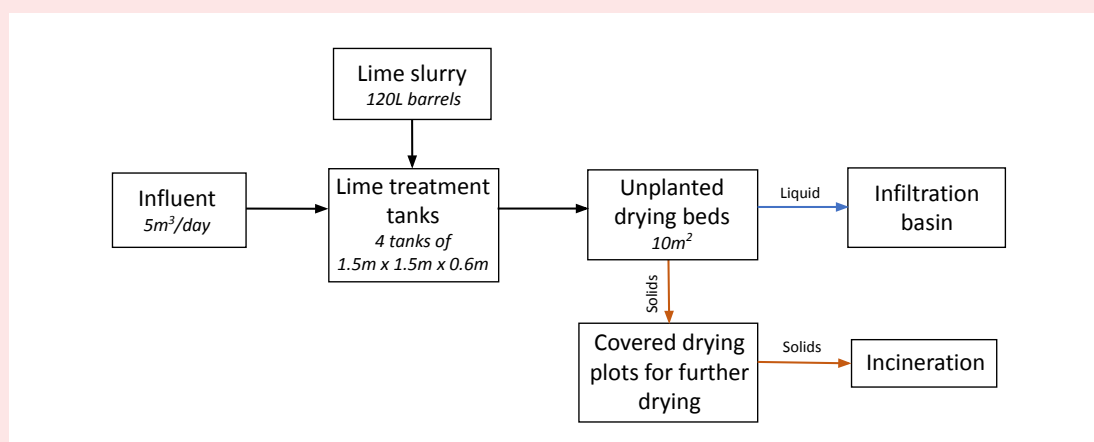 Lime slurry
120L barrels
Influent
5m³/day
Lime treatment
tanks
4 tanks of
1.5m x 1.5m x 0.6m
Unplanted
drying beds
10m²
Liquid
Infiltration
basin
Solids
Covered drying
plots for further
drying
Solids
Incineration